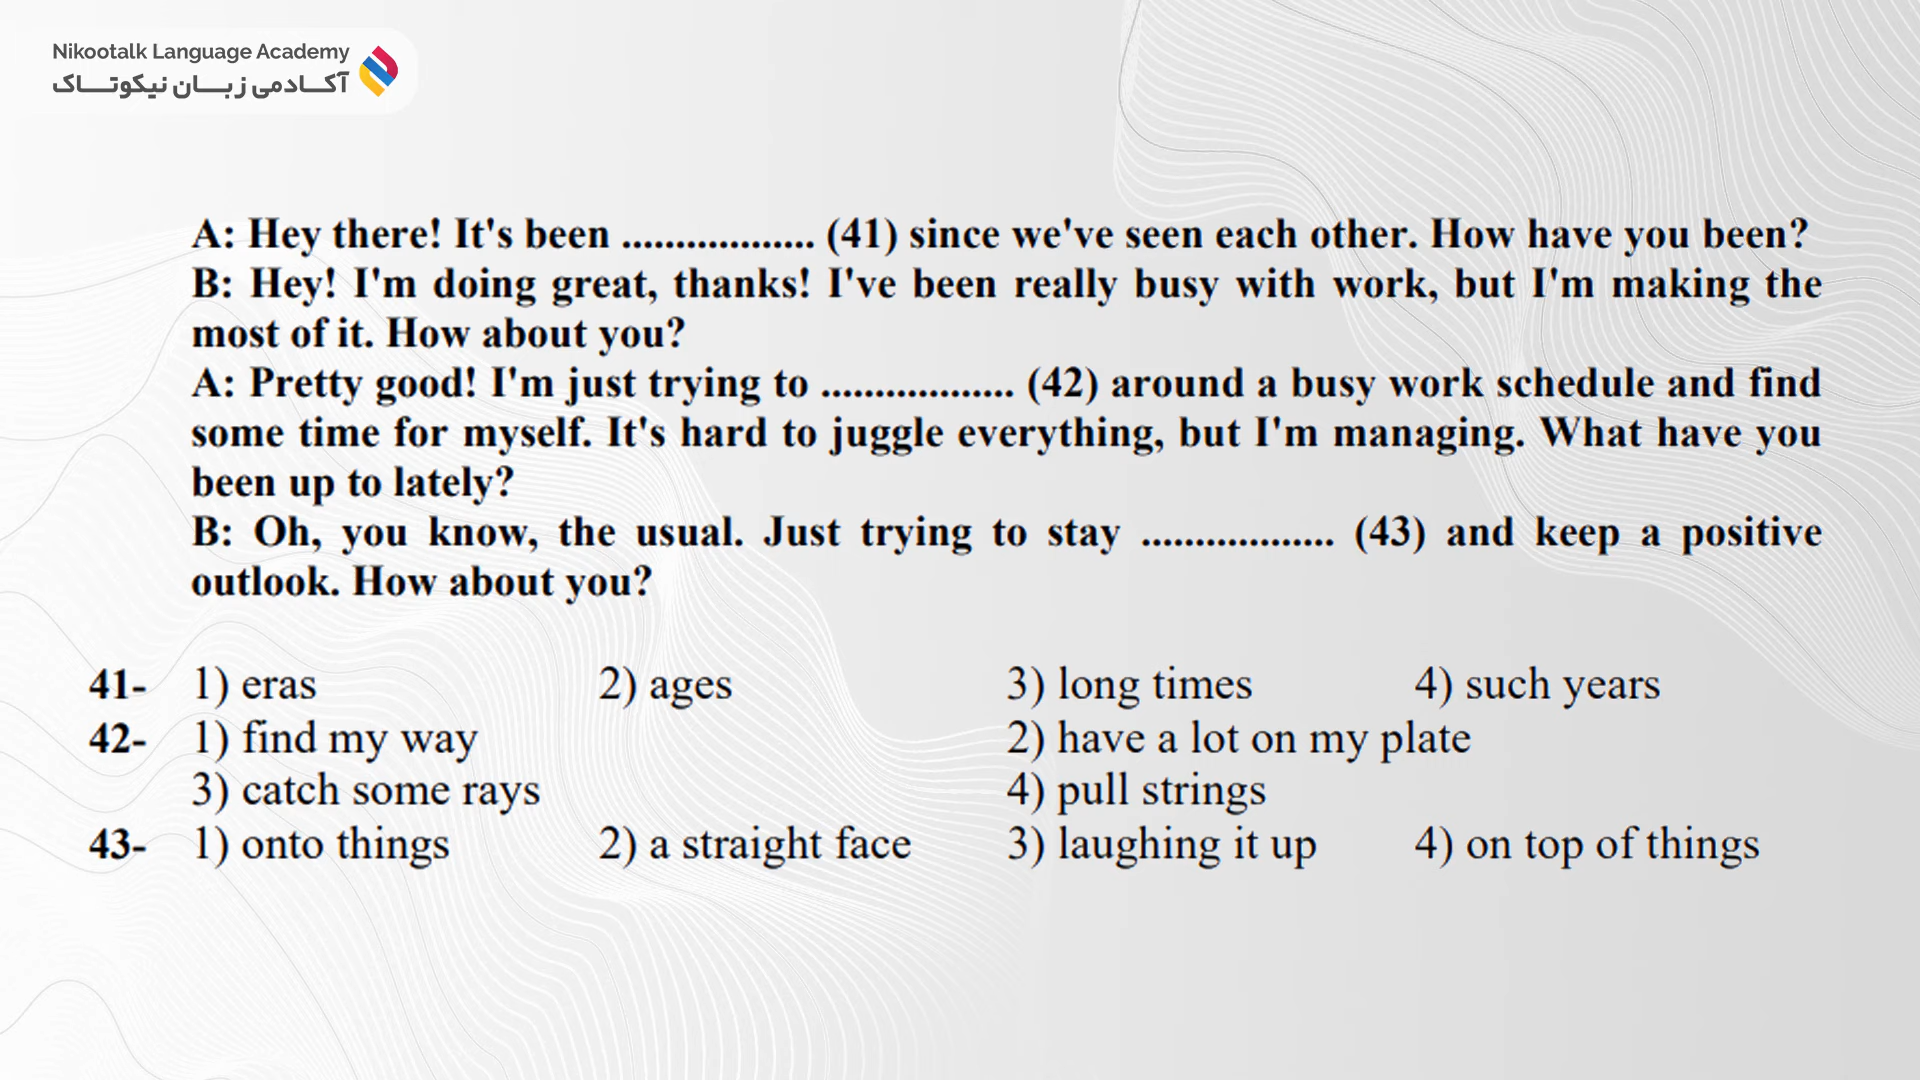 Nikootalk Language Academy
آکادمی زبان نیکوتاک
A: Hey there! It's been .................. (41) since we've seen each other. How have you been?
B: Hey! I'm doing great, thanks! I've been really busy with work, but I'm making the
most of it. How about you?
A: Pretty good! I'm just trying to .................. (42) around a busy work schedule and find
some time for myself. It's hard to juggle everything, but I'm managing. What have you
been up to lately?
B: Oh, you know, the usual. Just trying to stay .................. (43) and keep a positive
outlook. How about you?
41- 1) eras 2) ages 3) long times 4) such years
42- 1) find my way 2) have a lot on my plate
3) catch some rays 4) pull strings
43- 1) onto things 2) a straight face 3) laughing it up 4) on top of things